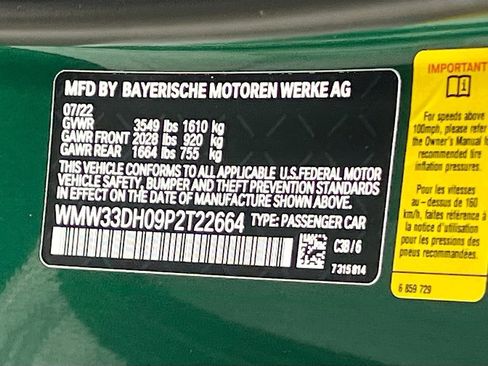 MFD BY BAYERISCHE MOTOREN WERKE AG
07/22
GVWR 3549 lbs 1610 kg
GAWR FRONT 2028 lbs 920 kg
GAWR REAR 1664 lbs 755 kg
THIS VEHICLE CONFORMS TO ALL APPLICABLE U.S.FEDERAL MOTOR
VEHICLE SAFETY, BUMPER AND THEFT PREVENTION STANDARDS
IN EFFECT ON THE DATE OF MANUFACTURE SHOWN ABOVE.
WMW33DH09P2T22664 TYPE: PASSENGER CAR
C38/6
7315814
IMPORTANT
For speeds above
100mph, please refer
the Owner's Manual
recommended tire
inflation pressures.
Pour les vitesses
au-dessus de 160
km/h, faites référence à
la notice d'utilisation
pour les pressions des
pneus recommandées.
6 859 729